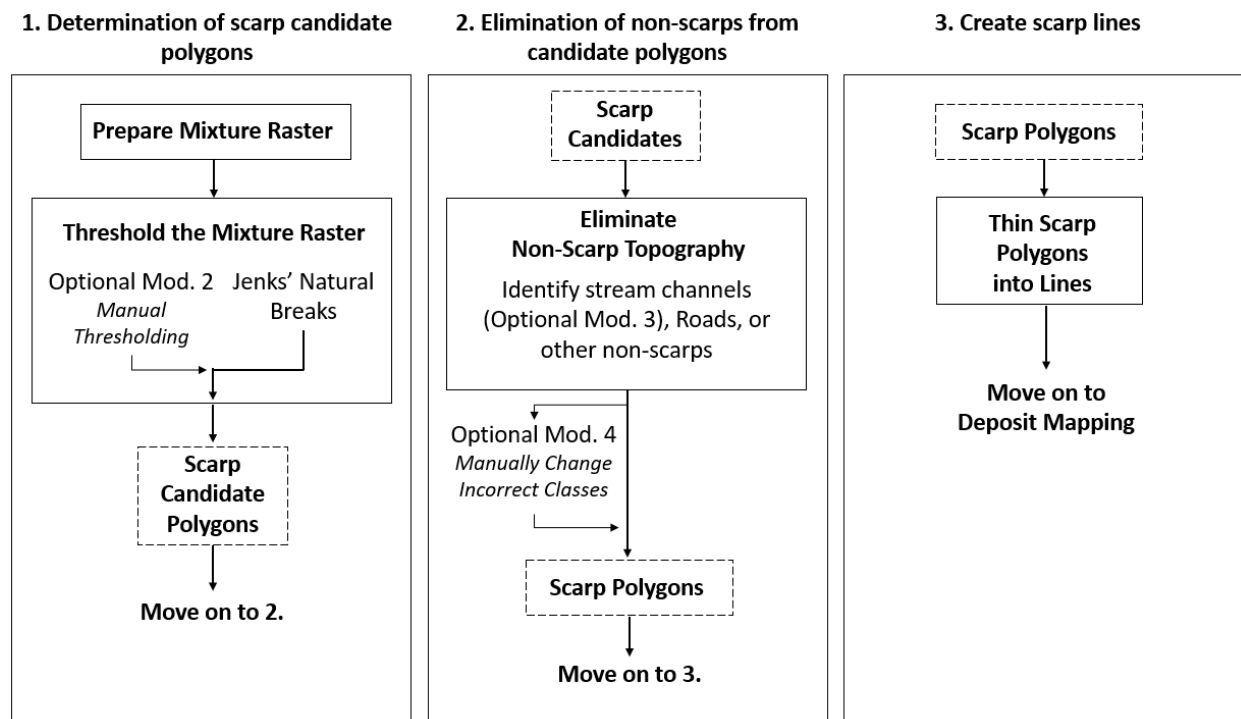 1. Determination of scarp candidate
polygons
Prepare Mixture Raster
Threshold the Mixture Raster
Optional Mod. 2
Manual
Thresholding
Jenks’ Natural
Breaks
Scarp
Candidate
Polygons
Move on to 2.
2. Elimination of non-scarps from
candidate polygons
Scarp
Candidates
Eliminate
Non-Scarp Topography
Identify stream channels
(Optional Mod. 3), Roads, or
other non-scarps
Optional Mod. 4
Manually Change
Incorrect Classes
Scarp Polygons
Move on to 3.
3. Create scarp lines
Scarp Polygons
Thin Scarp
Polygons
into Lines
Move on to
Deposit Mapping